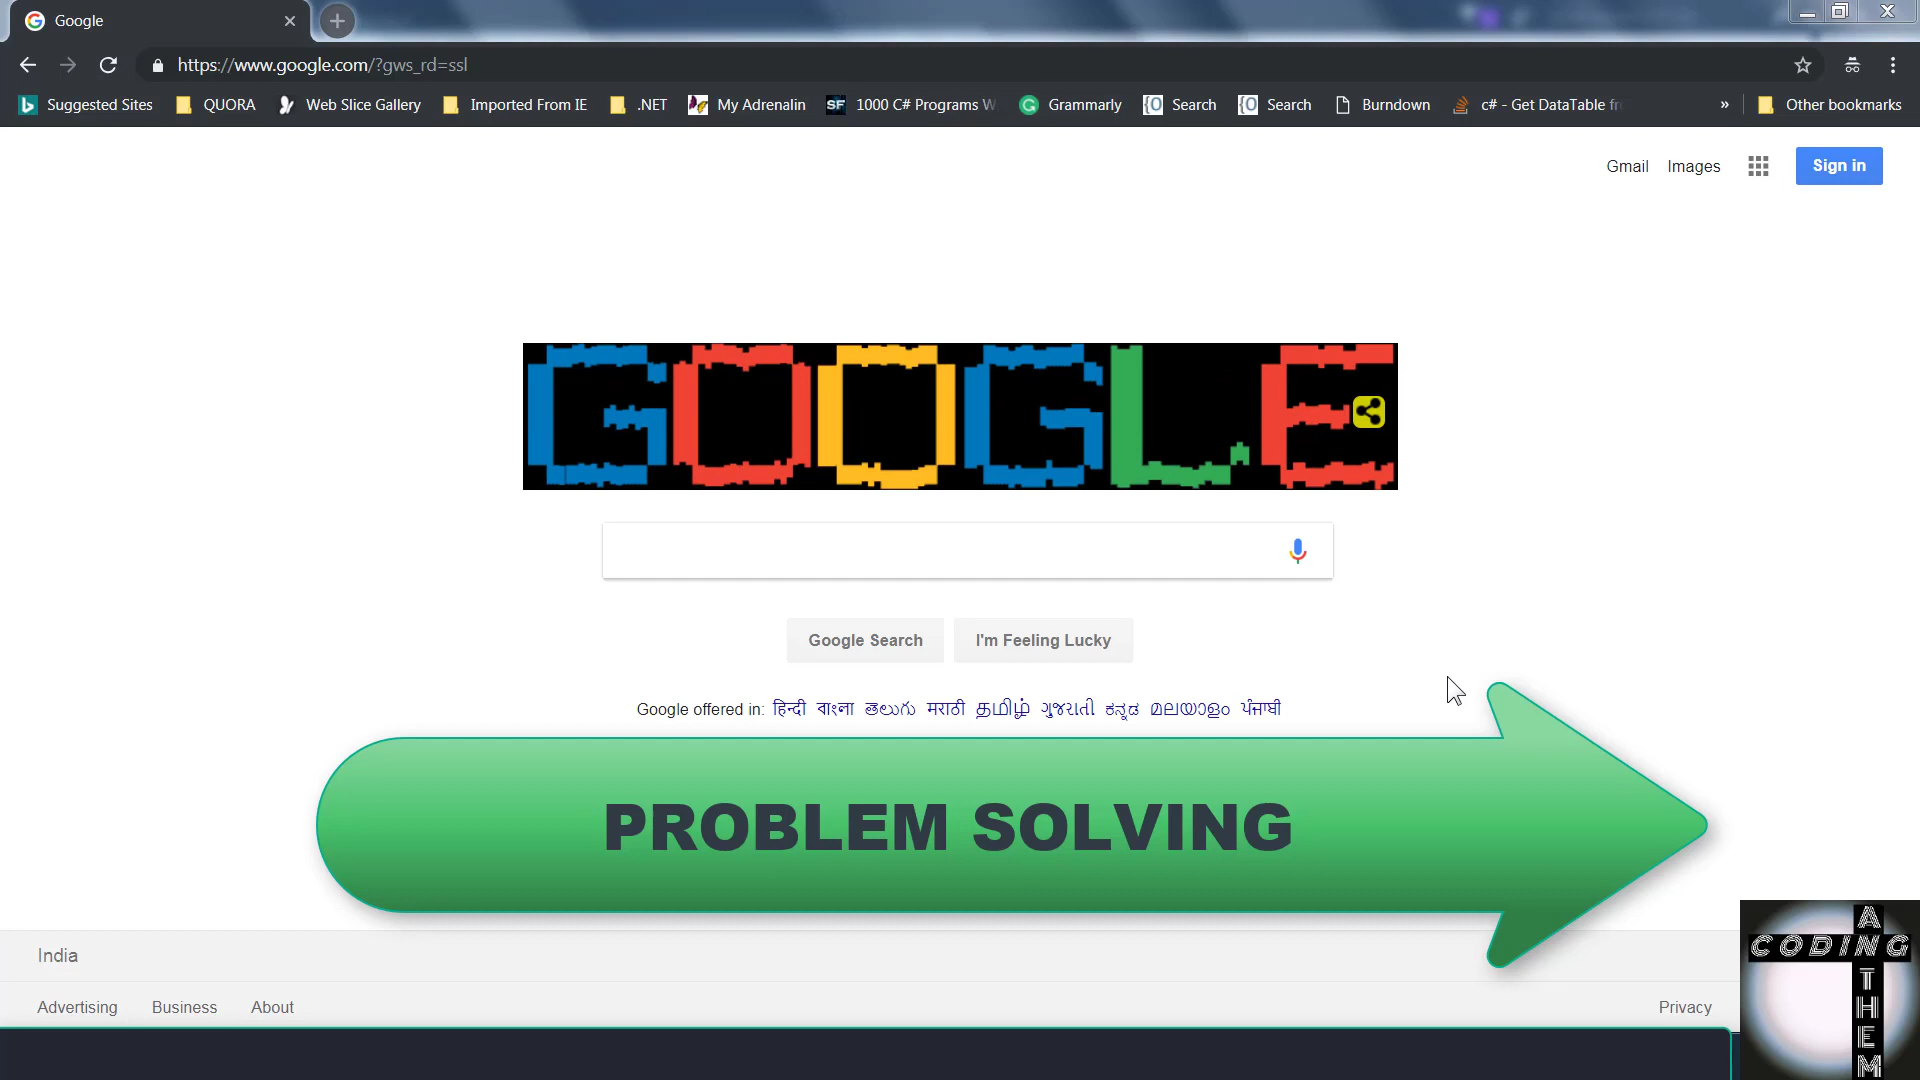 Google
https://www.google.com/?gws_rd=ssl
Suggested Sites QUORA Web Slice Gallery Imported From IE .NET My Adrenalin SF 1000 C# Programs W Grammarly Search Search Burndown c# - Get DataTable fr » Other bookmarks
Gmail Images Sign in
GOOGLE
Google Search I'm Feeling Lucky
Google offered in: हिन्दी বাংলা తెలుగు मराठी தமிழ் ગુજરાતી ಕನ್ನಡ മലയാളം ਪੰਜਾਬੀ
PROBLEM SOLVING
India
Advertising Business About Privacy
CODING
ATHEM